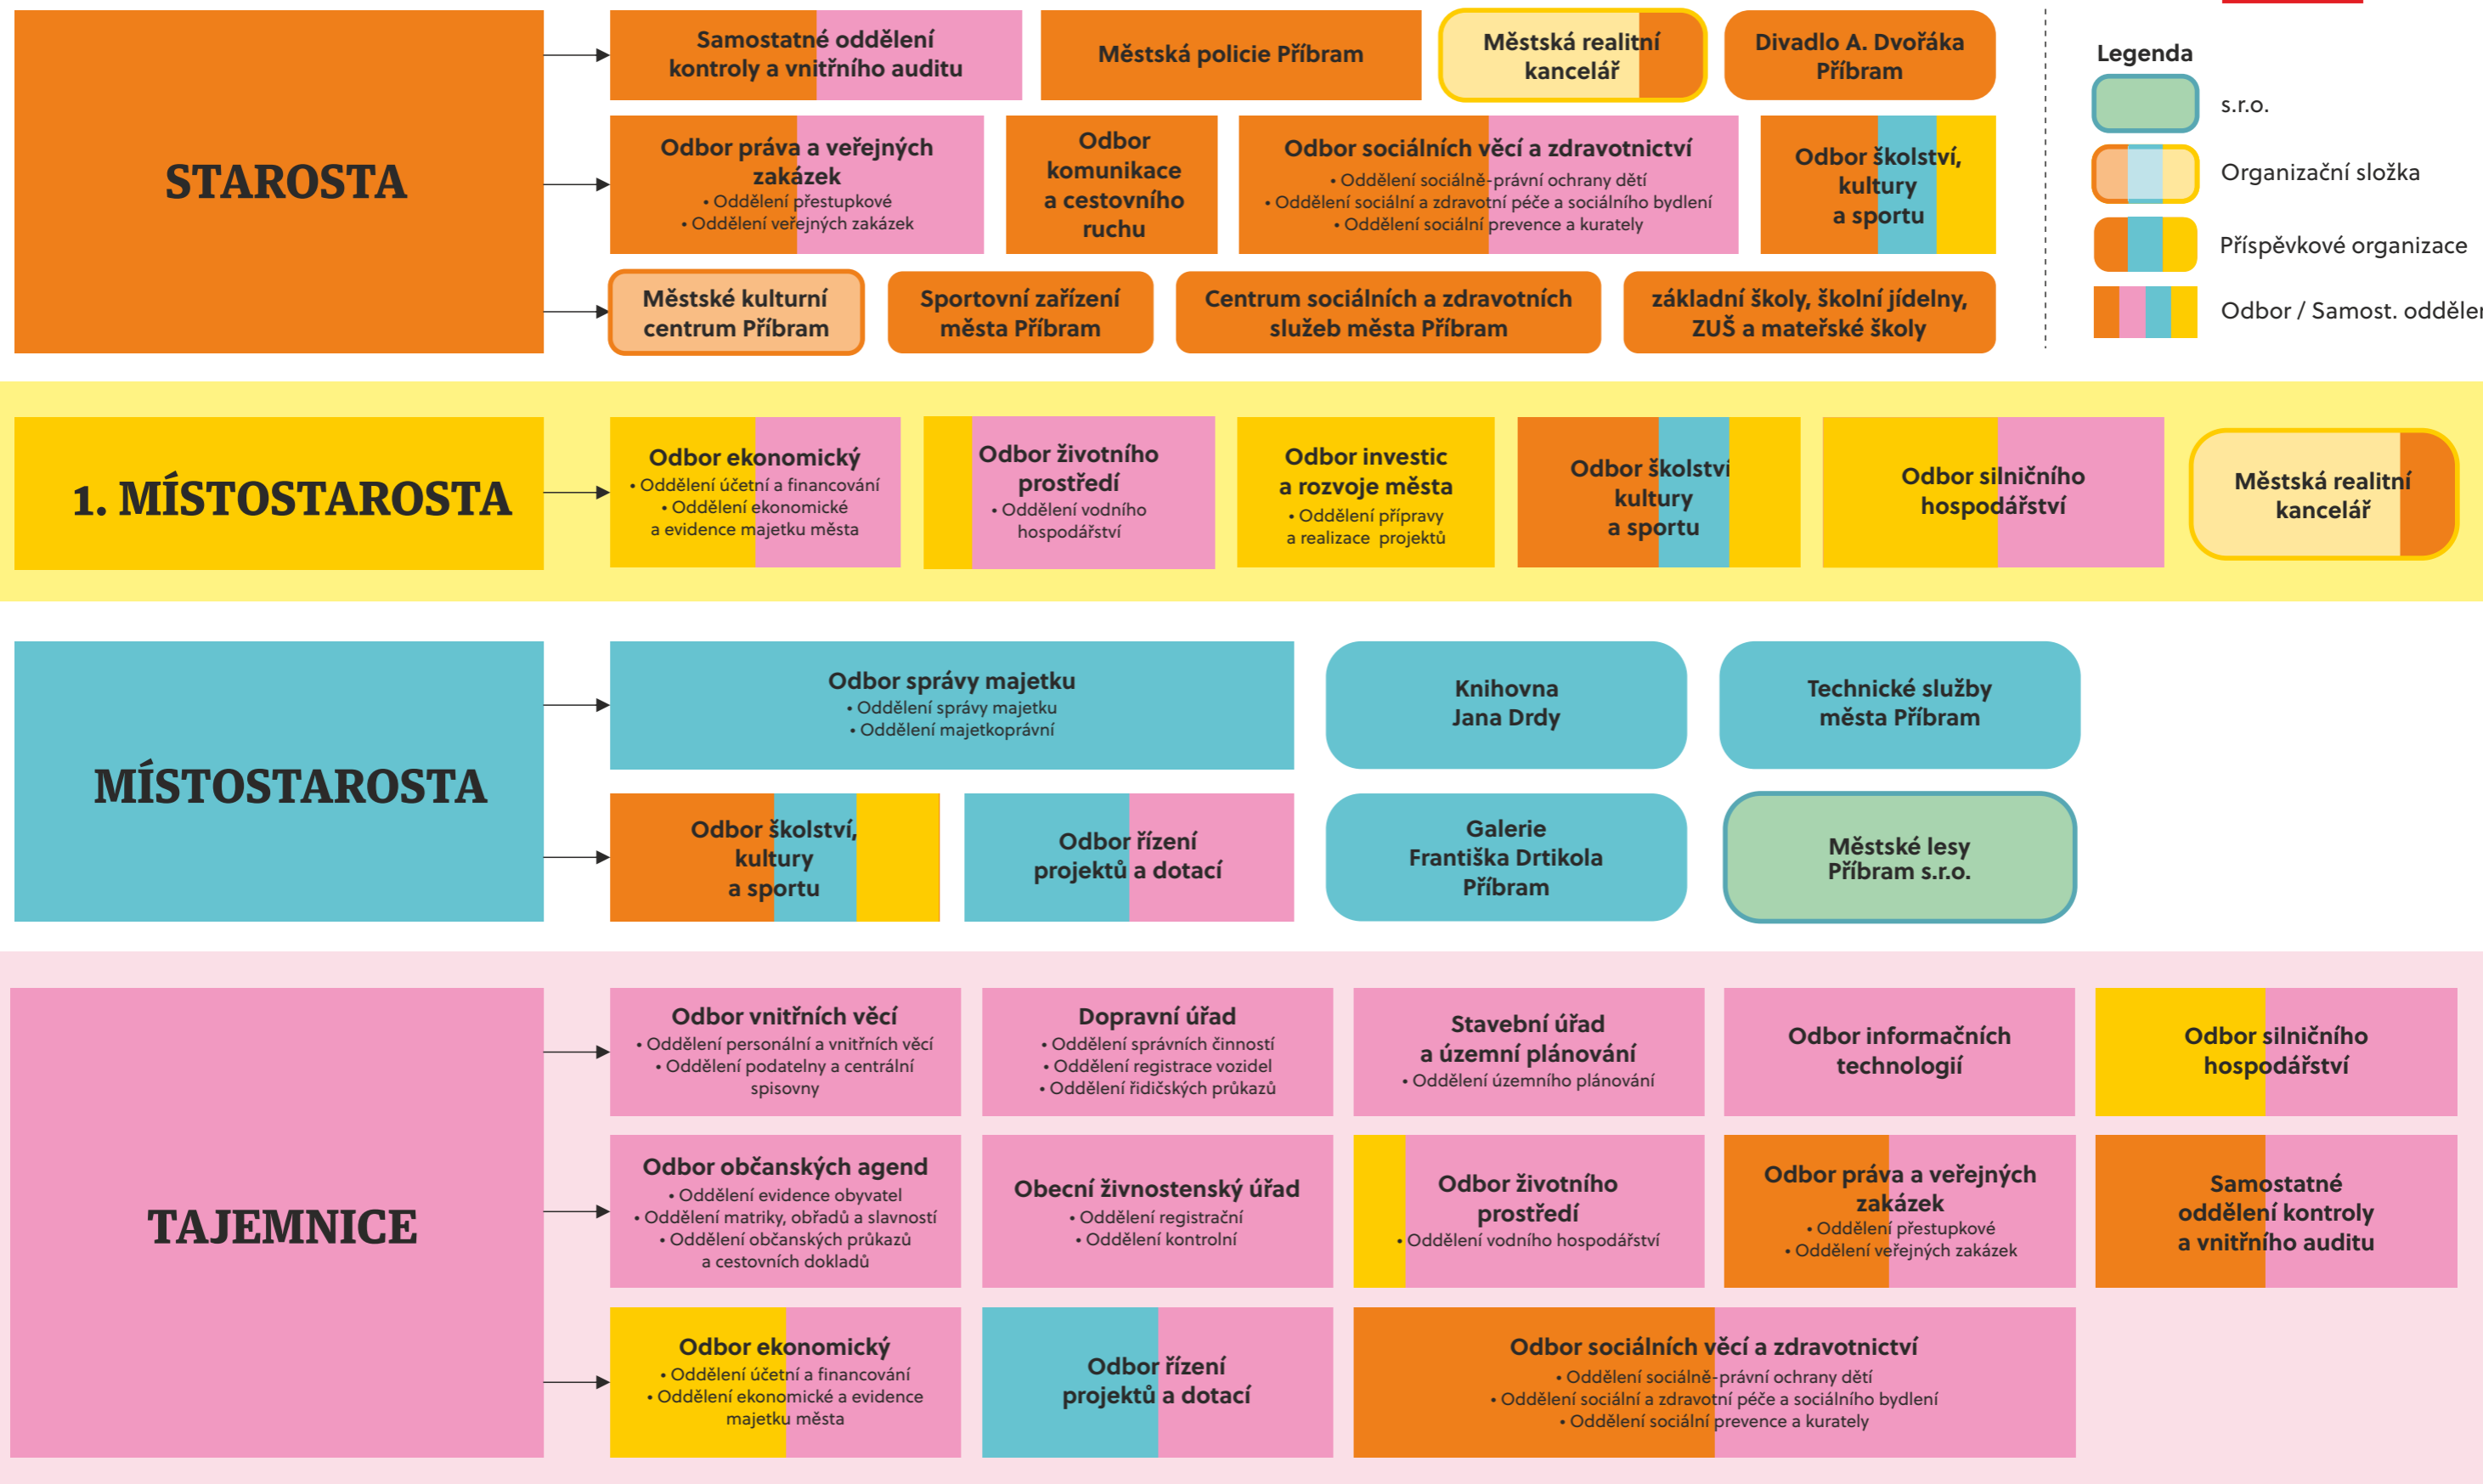 STAROSTA
Samostatné oddělení
kontroly a vnitřního auditu
Městská policie Příbram
Městská realitní
kancelář
Divadlo A. Dvořáka
Příbram
Odbor práva a veřejných
zakázek
• Oddělení přestupkové
• Oddělení veřejných zakázek
Odbor
komunikace
a cestovního
ruchu
Odbor sociálních věcí a zdravotnictví
• Oddělení sociálně-právní ochrany dětí
• Oddělení sociální a zdravotní péče a sociálního bydlení
• Oddělení sociální prevence a kurately
Odbor školství,
kultury
a sportu
Městské kulturní
centrum Příbram
Sportovní zařízení
města Příbram
Centrum sociálních a zdravotních
služeb města Příbram
základní školy, školní jídelny,
ZUŠ a mateřské školy
Legenda
s.r.o.
Organizační složka
Příspěvkové organizace
Odbor / Samost. oddělen
1. MÍSTOSTAROSTA
Odbor ekonomický
• Oddělení účetní a financování
• Oddělení ekonomické
a evidence majetku města
Odbor životního
prostředí
• Oddělení vodního
hospodářství
Odbor investic
a rozvoje města
• Oddělení přípravy
a realizace projektů
Odbor školství
kultury
a sportu
Odbor silničního
hospodářství
Městská realitní
kancelář
MÍSTOSTAROSTA
Odbor správy majetku
• Oddělení správy majetku
• Oddělení majetkoprávní
Knihovna
Jana Drdy
Technické služby
města Příbram
Odbor školství,
kultury
a sportu
Odbor řízení
projektů a dotací
Galerie
Františka Drtikola
Příbram
Městské lesy
Příbram s.r.o.
TAJEMNICE
Odbor vnitřních věcí
• Oddělení personální a vnitřních věcí
• Oddělení podatelny a centrální
spisovny
Dopravní úřad
• Oddělení správních činností
• Oddělení registrace vozidel
• Oddělení řidičských průkazů
Stavební úřad
a územní plánování
• Oddělení územního plánování
Odbor informačních
technologií
Odbor silničního
hospodářství
Odbor občanských agend
• Oddělení evidence obyvatel
• Oddělení matriky, obřadů a slavností
• Oddělení občanských průkazů
a cestovních dokladů
Obecní živnostenský úřad
• Oddělení registrační
• Oddělení kontrolní
Odbor životního
prostředí
• Oddělení vodního hospodářství
Odbor práva a veřejných
zakázek
• Oddělení přestupkové
• Oddělení veřejných zakázek
Samostatné
oddělení kontroly
a vnitřního auditu
Odbor ekonomický
• Oddělení účetní a financování
• Oddělení ekonomické a evidence
majetku města
Odbor řízení
projektů a dotací
Odbor sociálních věcí a zdravotnictví
• Oddělení sociálně-právní ochrany dětí
• Oddělení sociální a zdravotní péče a sociálního bydlení
• Oddělení sociální prevence a kurately